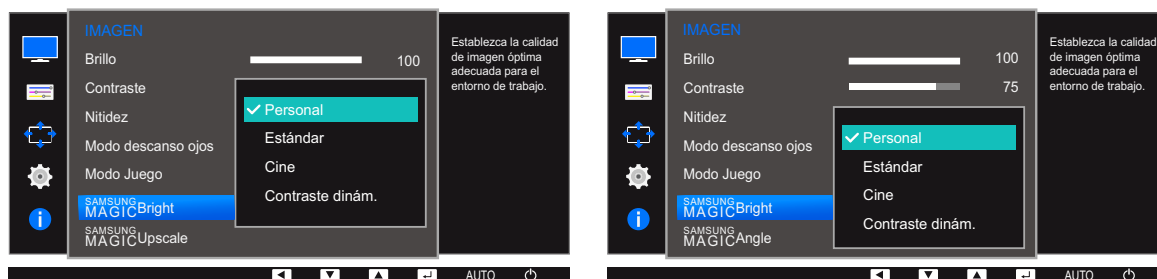 IMAGEN
Brillo 100
Contraste
Nitidez
Modo descanso ojos
Modo Juego
SAMSUNG
MAGICBright
SAMSUNG
MAGICUpscale
Personal
Estándar
Cine
Contraste dinám.
Establezca la calidad
de imagen óptima
adecuada para el
entorno de trabajo.
AUTO
IMAGEN
Brillo 100
Contraste 75
Nitidez
Modo descanso ojos
Modo Juego
SAMSUNG
MAGICBright
SAMSUNG
MAGICAngle
Personal
Estándar
Cine
Contraste dinám.
Establezca la calidad
de imagen óptima
adecuada para el
entorno de trabajo.
AUTO